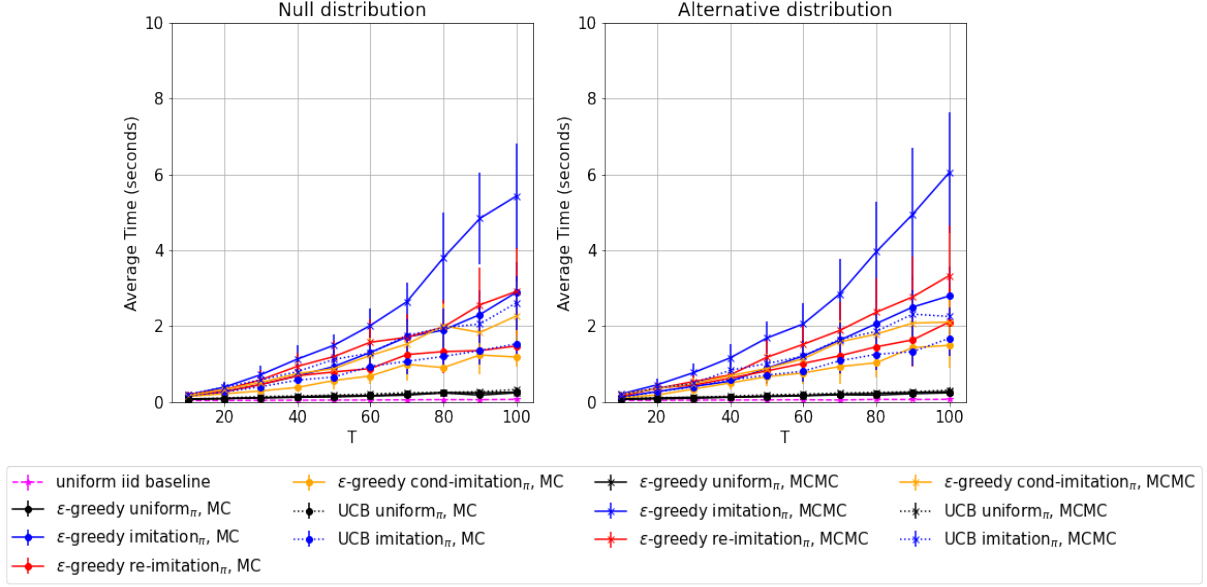 Null distribution
Alternative distribution
10
8
6
4
2
0
Average Time (seconds)
20 40 60 80 100
T
10
8
6
4
2
0
Average Time (seconds)
20 40 60 80 100
T
uniform iid baseline
ε-greedy uniformπ, MC
ε-greedy imitationπ, MC
ε-greedy re-imitationπ, MC
ε-greedy cond-imitationπ, MC
UCB uniformπ, MC
UCB imitationπ, MC
ε-greedy uniformπ, MCMC
ε-greedy imitationπ, MCMC
ε-greedy re-imitationπ, MCMC
ε-greedy cond-imitationπ, MCMC
UCB uniformπ, MCMC
UCB imitationπ, MCMC